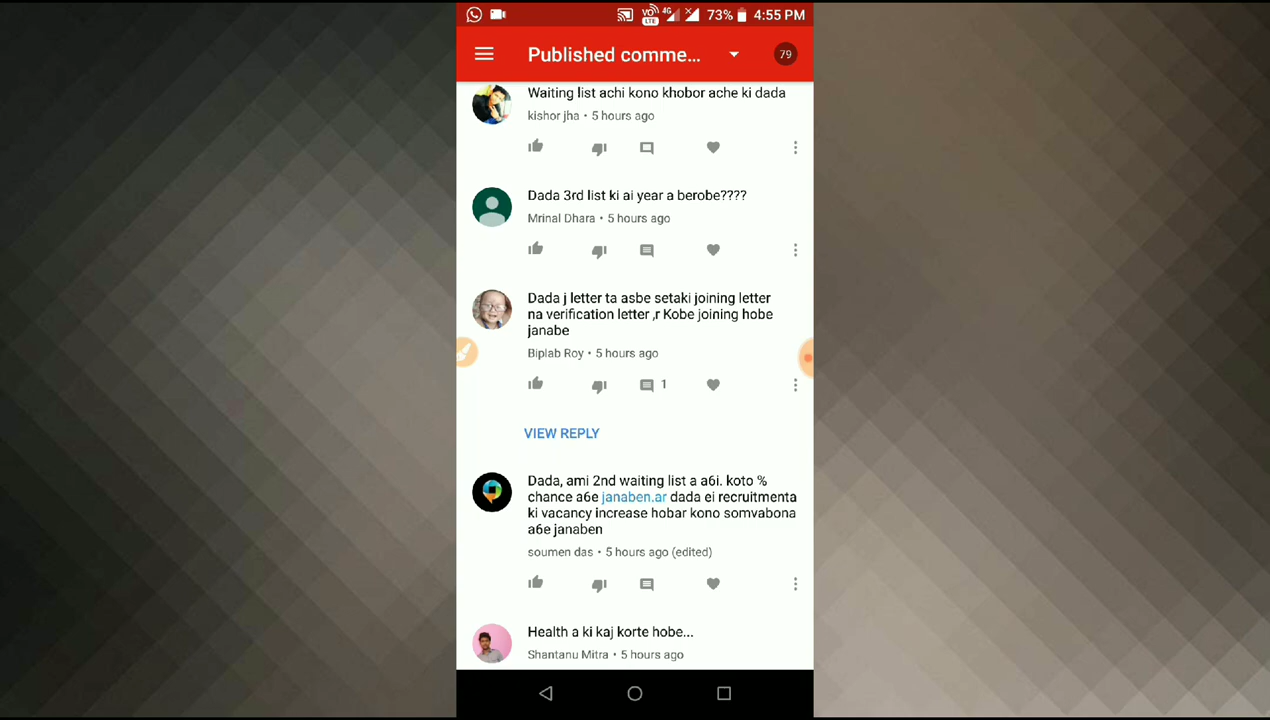 VO LTE 4G 73% 4:55 PM
Published comme... 79
Waiting list achi kono khobor ache ki dada
kishor jha • 5 hours ago
Dada 3rd list ki ai year a berobe????
Mrinal Dhara • 5 hours ago
Dada j letter ta asbe setaki joining letter
na verification letter ,r Kobe joining hobe
janabe
Biplab Roy • 5 hours ago
1
VIEW REPLY
Dada, ami 2nd waiting list a a6i. koto %
chance a6e janaben.ar dada ei recruitmenta
ki vacancy increase hobar kono somvabona
a6e janaben
soumen das • 5 hours ago (edited)
Health a ki kaj korte hobe...
Shantanu Mitra • 5 hours ago